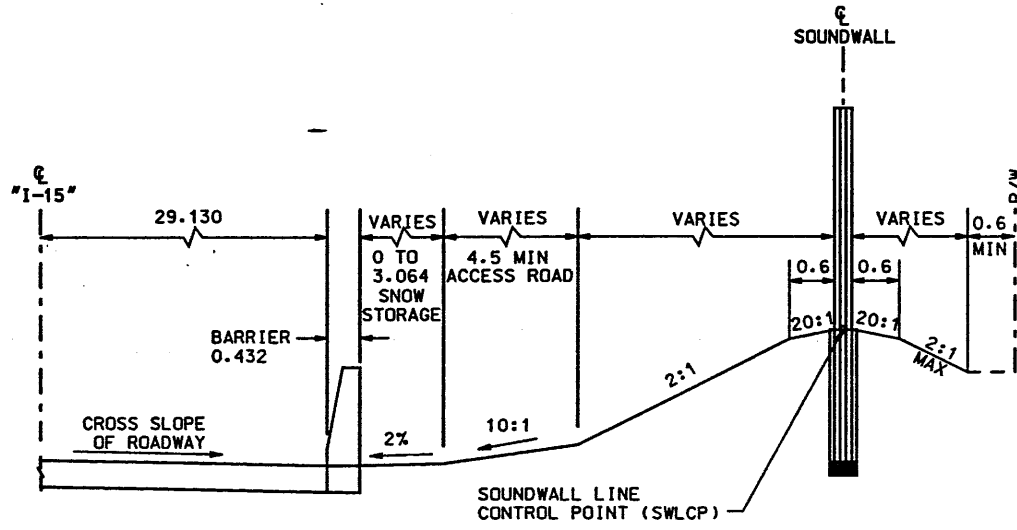 ℄
SOUNDWALL
℄
"I-15"
R/W
29.130
VARIES
VARIES
VARIES
VARIES
0.6
MIN
0 TO
3.064
SNOW
STORAGE
4.5 MIN
ACCESS ROAD
0.6
0.6
BARRIER
0.432
20:1
20:1
2:1
2:1
MAX
CROSS SLOPE
OF ROADWAY
2%
10:1
SOUNDWALL LINE
CONTROL POINT (SWLCP)